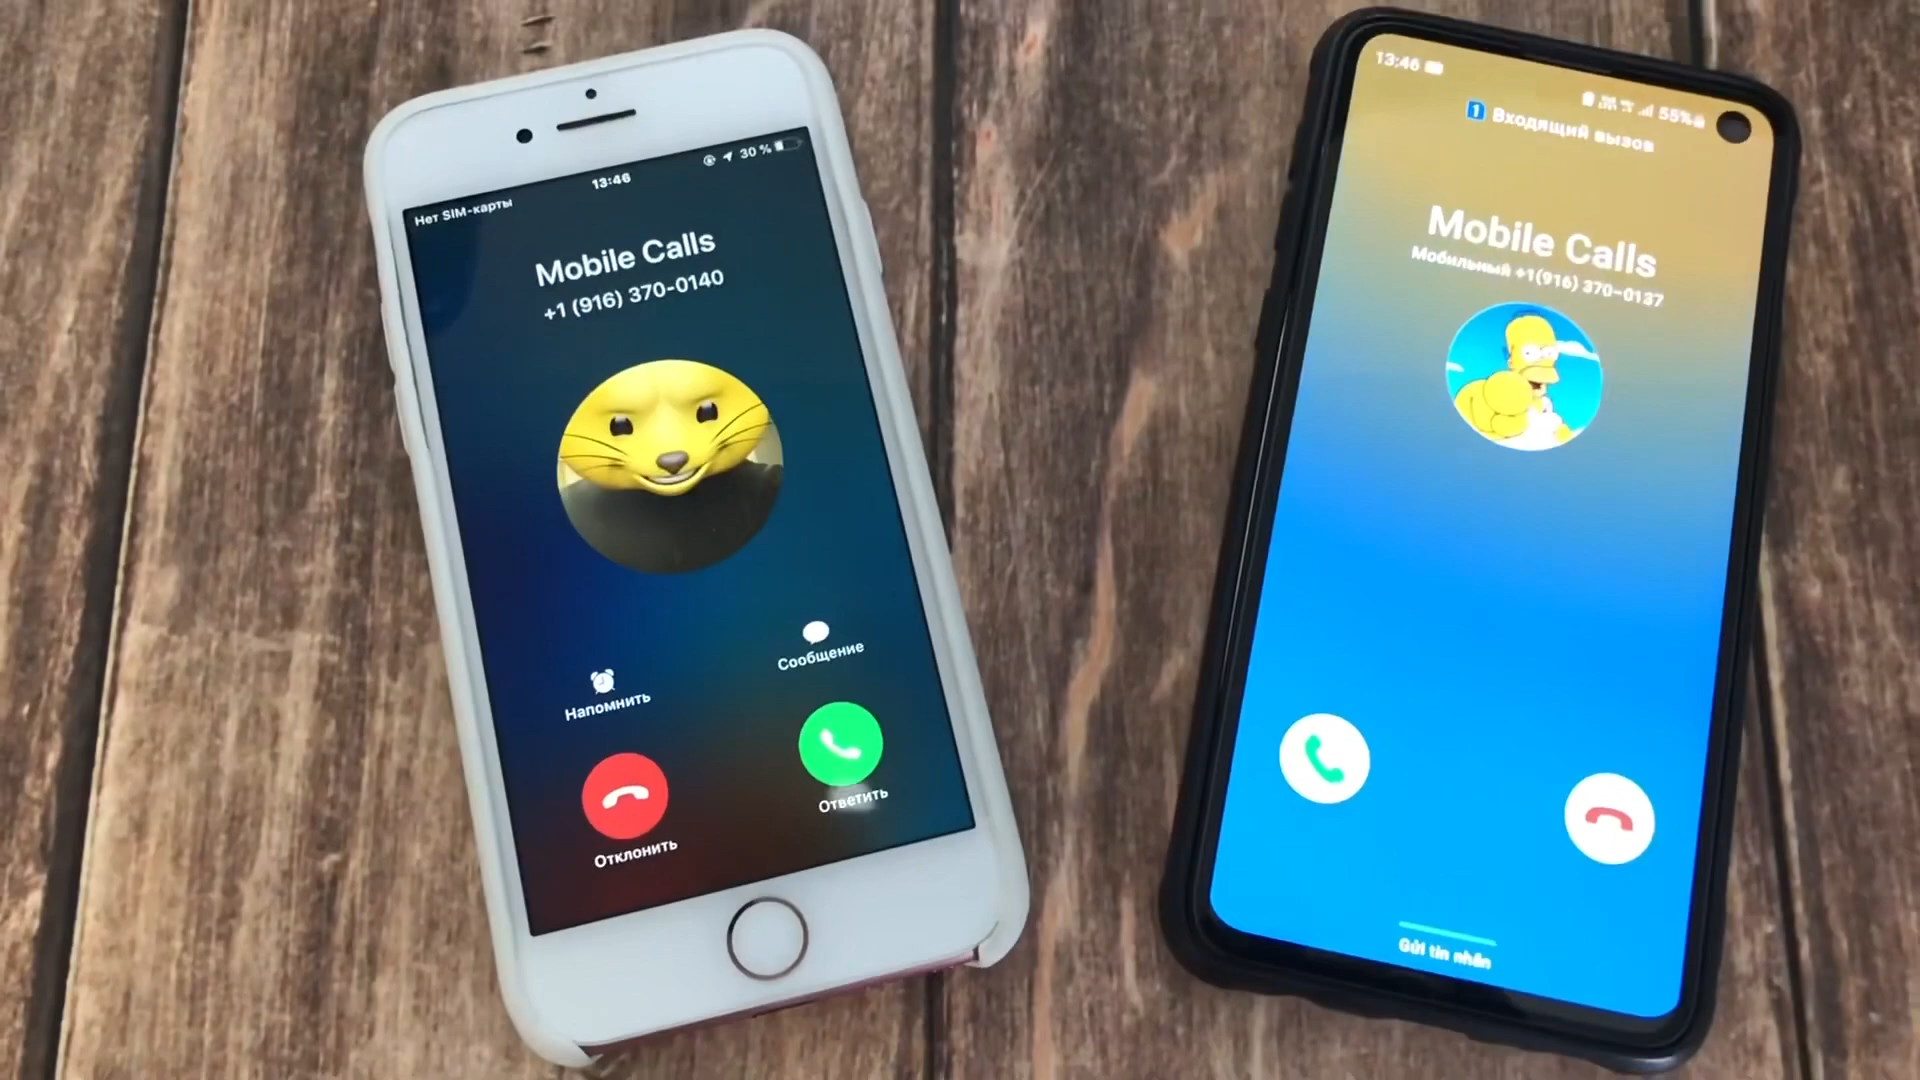 Нет SIM-карты
13:46
30 %
Mobile Calls
+1 (916) 370-0140
Напомнить
Сообщение
Отклонить
Ответить
13:46
55%
1 Входящий вызов
Mobile Calls
Мобильный +1(916) 370-0137
Gửi tin nhắn